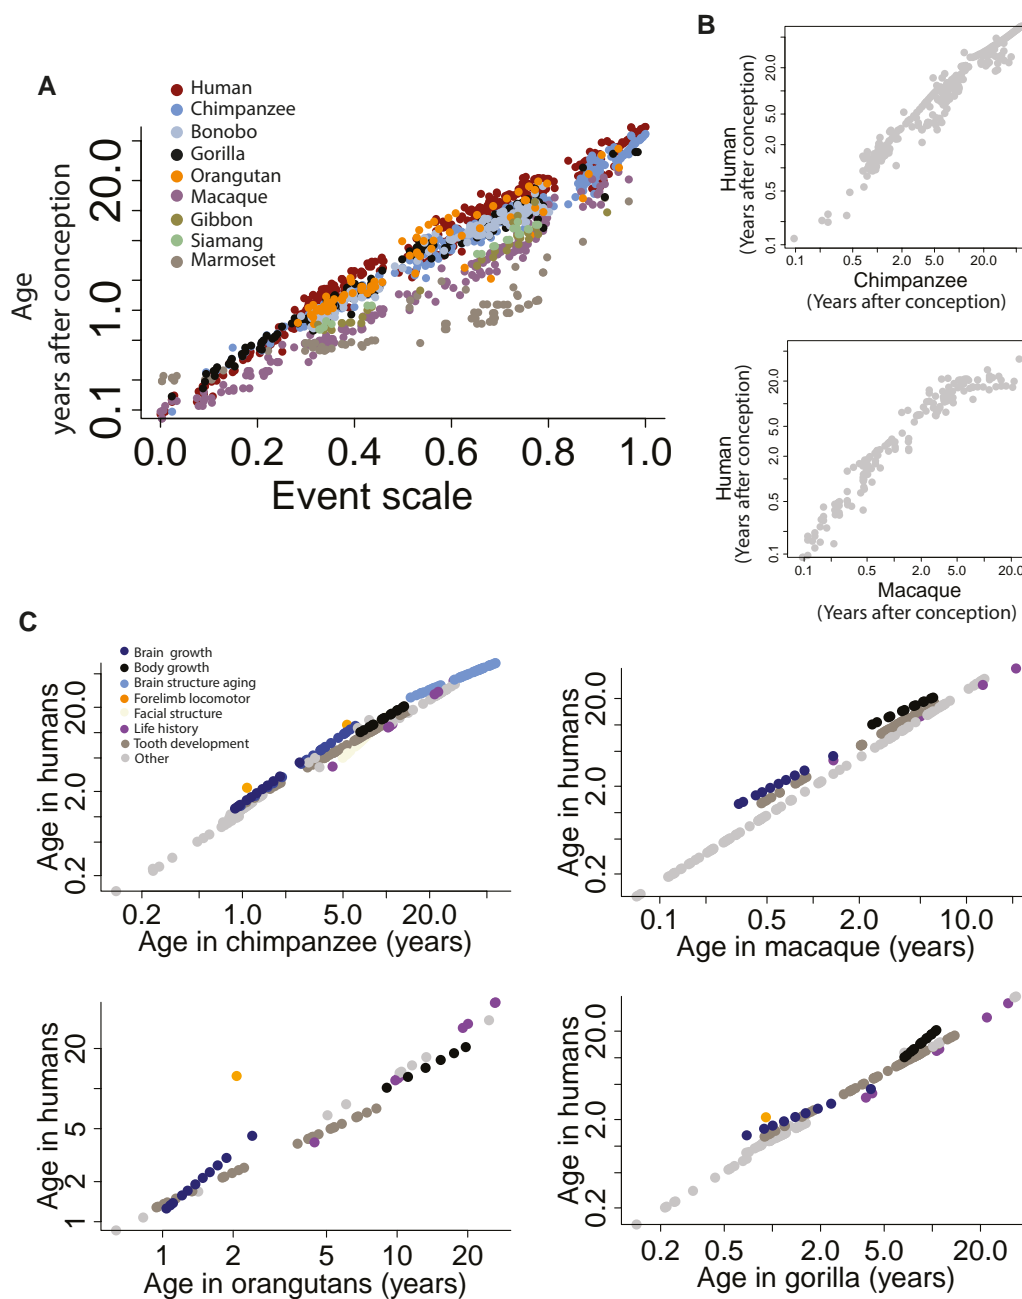 A
Human
Chimpanzee
Bonobo
Gorilla
Orangutan
Macaque
Gibbon
Siamang
Marmoset
Age
years after conception
0.1 1.0 20.0
0.0 0.2 0.4 0.6 0.8 1.0
Event scale
B
Human
(Years after conception)
0.1 0.5 2.0 5.0 20.0
0.1 0.5 2.0 5.0 20.0
Chimpanzee
(Years after conception)
Human
(Years after conception)
0.1 0.5 2.0 5.0 20.0
0.1 0.5 2.0 5.0 20.0
Macaque
(Years after conception)
C
Brain growth
Body growth
Brain structure aging
Forelimb locomotor
Facial structure
Life history
Tooth development
Other
Age in humans
0.2 2.0 20.0
0.2 1.0 5.0 20.0
Age in chimpanzee (years)
Age in humans
0.2 2.0 20.0
0.1 0.5 2.0 10.0
Age in macaque (years)
Age in humans
1 2 5 20
1 2 5 10 20
Age in orangutans (years)
Age in humans
0.2 2.0 20.0
0.2 0.5 2.0 5.0 20.0
Age in gorilla (years)